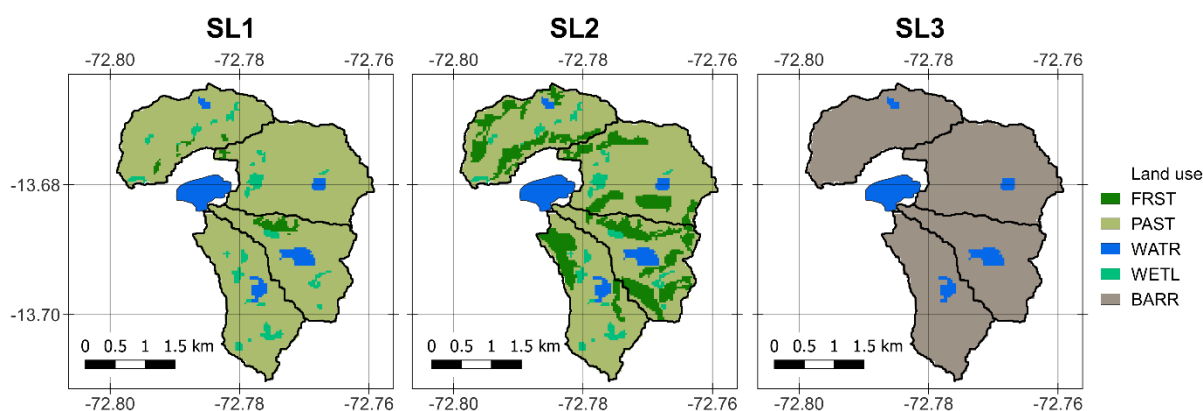 SL1 SL2 SL3
-72.80 -72.78 -72.76 -72.80 -72.78 -72.76 -72.80 -72.78 -72.76
-13.68
-13.70
Land use
FRST
PAST
WATR
WETL
BARR
0 0.5 1 1.5 km 0 0.5 1 1.5 km 0 0.5 1 1.5 km
-72.80 -72.78 -72.76 -72.80 -72.78 -72.76 -72.80 -72.78 -72.76